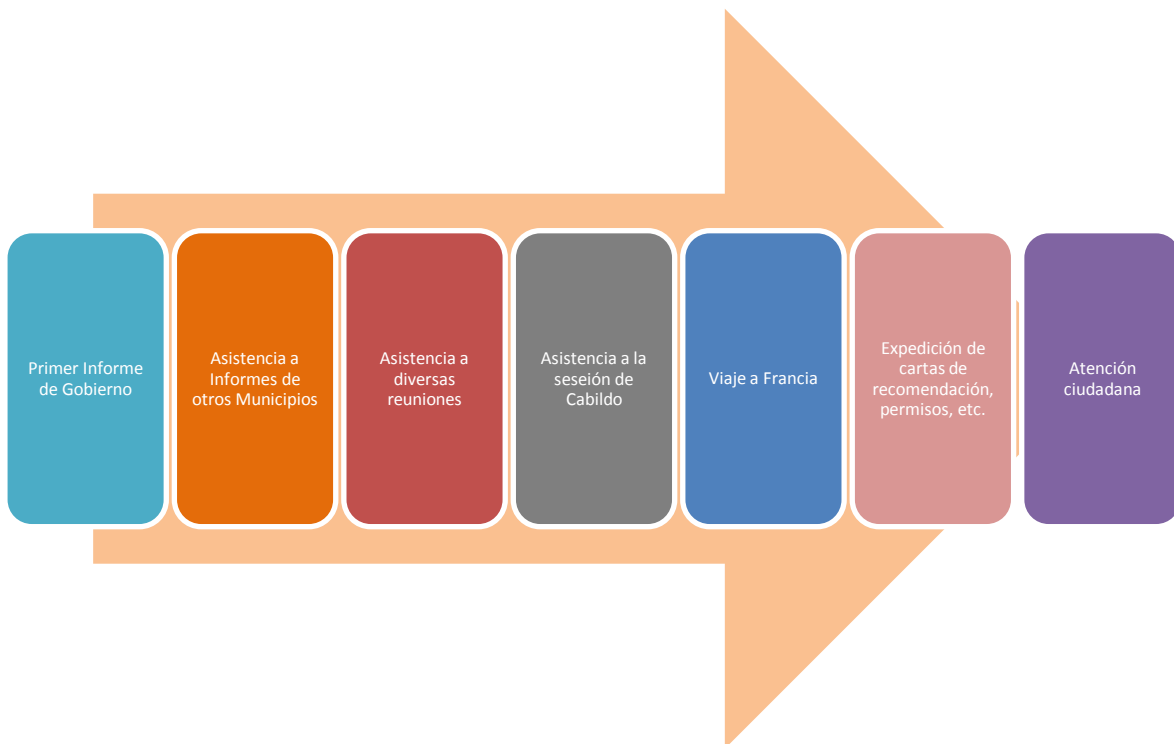 Primer Informe
de Gobierno
Asistencia a
Informes de
otros Municipios
Asistencia a
diversas
reuniones
Asistencia a la
seseión de
Cabildo
Viaje a Francia
Expedición de
cartas de
recomendación,
permisos, etc.
Atención
ciudadana